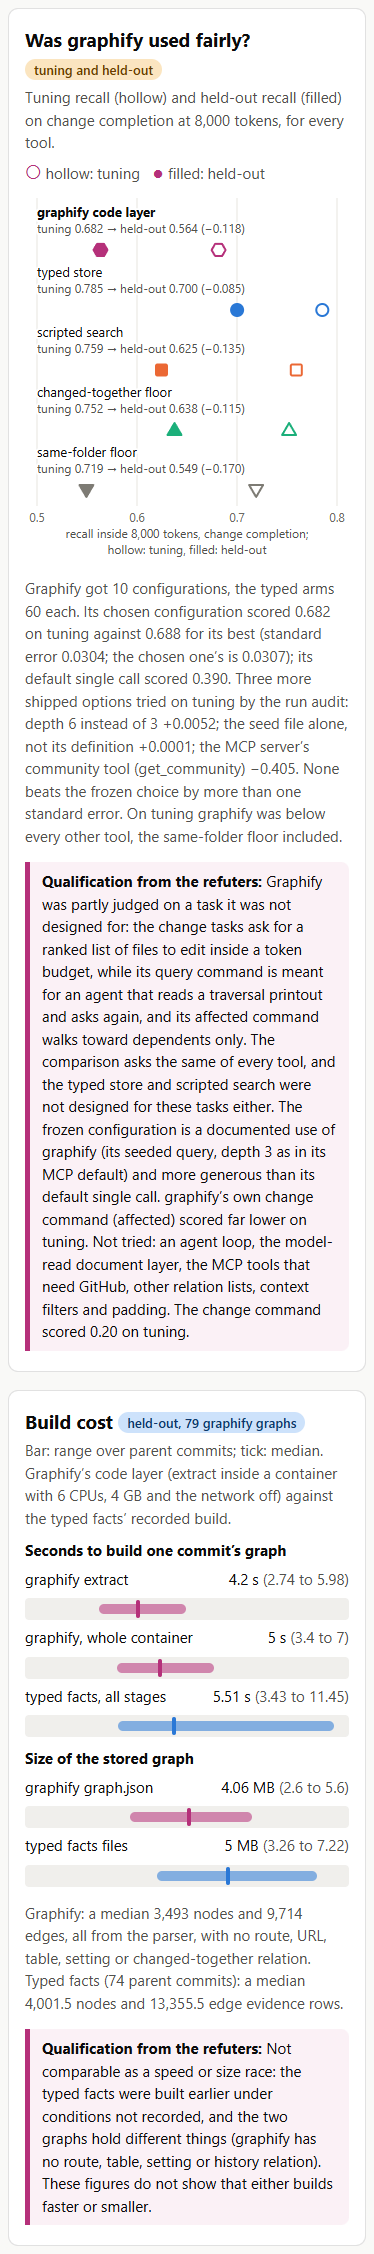 Was graphify used fairly?
tuning and held-out
Tuning recall (hollow) and held-out recall (filled)
on change completion at 8,000 tokens, for every
tool.
hollow: tuning filled: held-out
graphify code layer
tuning 0.682 → held-out 0.564 (−0.118)
typed store
tuning 0.785 → held-out 0.700 (−0.085)
scripted search
tuning 0.759 → held-out 0.625 (−0.135)
changed-together floor
tuning 0.752 → held-out 0.638 (−0.115)
same-folder floor
tuning 0.719 → held-out 0.549 (−0.170)
0.5 0.6 0.7 0.8
recall inside 8,000 tokens, change completion;
hollow: tuning, filled: held-out
Graphify got 10 configurations, the typed arms
60 each. Its chosen configuration scored 0.682
on tuning against 0.688 for its best (standard
error 0.0304; the chosen one's is 0.0307); its
default single call scored 0.390. Three more
shipped options tried on tuning by the run audit:
depth 6 instead of 3 +0.0052; the seed file alone,
not its definition +0.0001; the MCP server's
community tool (get_community) −0.405. None
beats the frozen choice by more than one
standard error. On tuning graphify was below
every other tool, the same-folder floor included.
Qualification from the refuters: Graphify
was partly judged on a task it was not
designed for: the change tasks ask for a
ranked list of files to edit inside a token
budget, while its query command is meant
for an agent that reads a traversal printout
and asks again, and its affected command
walks toward dependents only. The
comparison asks the same of every tool, and
the typed store and scripted search were
not designed for these tasks either. The
frozen configuration is a documented use of
graphify (its seeded query, depth 3 as in its
MCP default) and more generous than its
default single call. graphify's own change
command (affected) scored far lower on
tuning. Not tried: an agent loop, the model-
read document layer, the MCP tools that
need GitHub, other relation lists, context
filters and padding. The change command
scored 0.20 on tuning.
Build cost held-out, 79 graphify graphs
Bar: range over parent commits; tick: median.
Graphify's code layer (extract inside a container
with 6 CPUs, 4 GB and the network off) against
the typed facts' recorded build.
Seconds to build one commit's graph
graphify extract 4.2 s (2.74 to 5.98)
graphify, whole container 5 s (3.4 to 7)
typed facts, all stages 5.51 s (3.43 to 11.45)
Size of the stored graph
graphify graph.json 4.06 MB (2.6 to 5.6)
typed facts files 5 MB (3.26 to 7.22)
Graphify: a median 3,493 nodes and 9,714
edges, all from the parser, with no route, URL,
table, setting or changed-together relation.
Typed facts (74 parent commits): a median
4,001.5 nodes and 13,355.5 edge evidence rows.
Qualification from the refuters: Not
comparable as a speed or size race: the
typed facts were built earlier under
conditions not recorded, and the two
graphs hold different things (graphify has
no route, table, setting or history relation).
These figures do not show that either builds
faster or smaller.